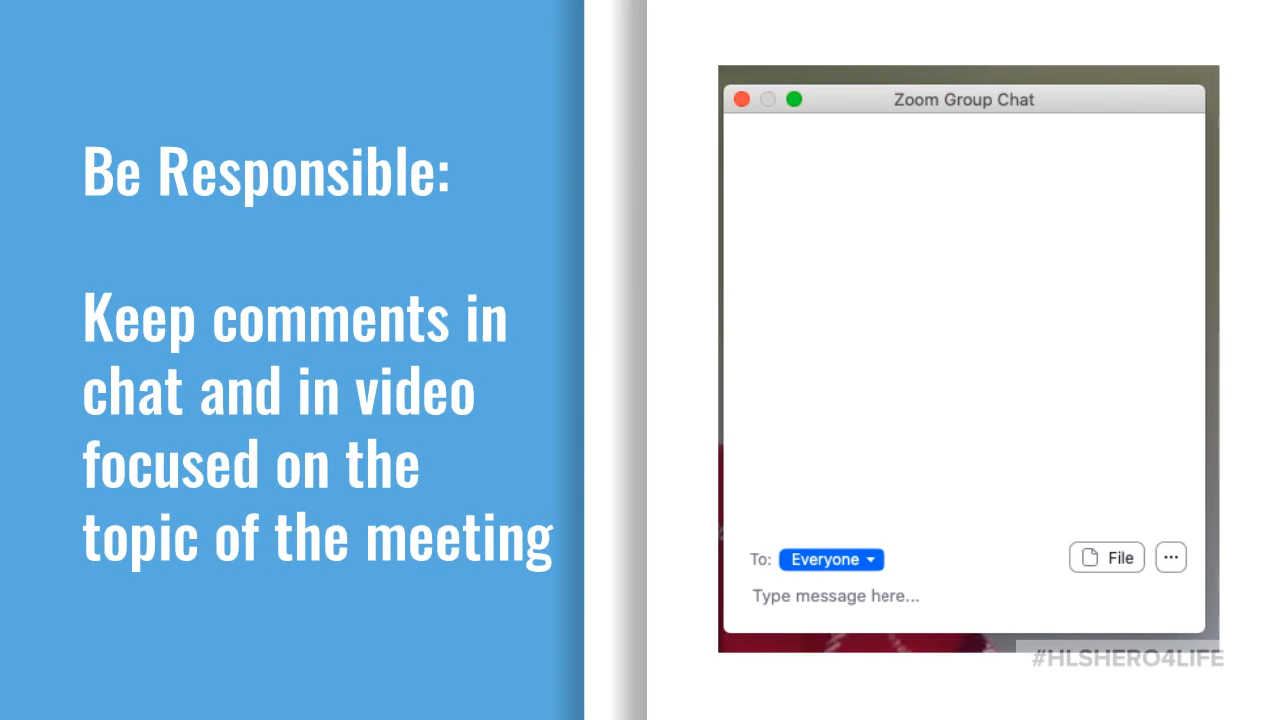 Be Responsible:
Keep comments in
chat and in video
focused on the
topic of the meeting
Zoom Group Chat
To: Everyone
File
Type message here...
#HLSHERO4LIFE